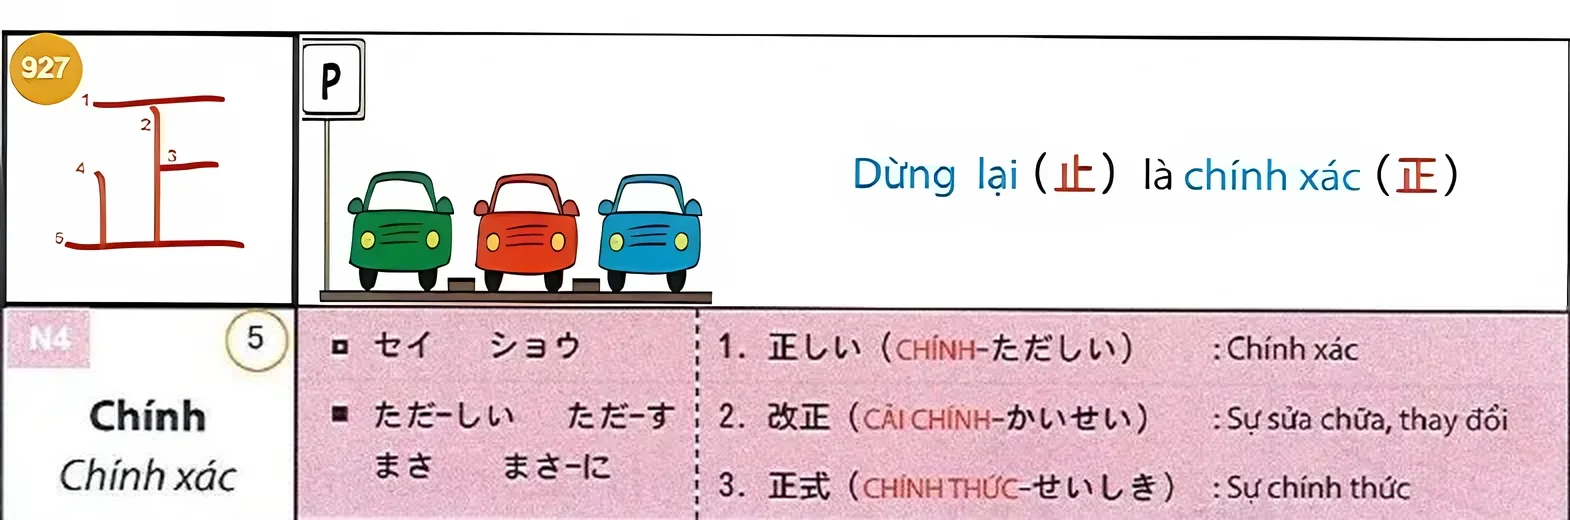 927
1
2
3
4
5
正
P
Dừng lại (止) là chính xác (正)
N4
5
Chính
Chính xác
セイ ショウ
ただ-しい ただ-す
まさ まさ-に
1. 正しい (CHÍNH-ただしい) : Chính xác
2. 改正 (CẢI CHÍNH-かいせい) : Sự sửa chữa, thay đổi
3. 正式 (CHÍNH THỨC-せいしき) : Sự chính thức